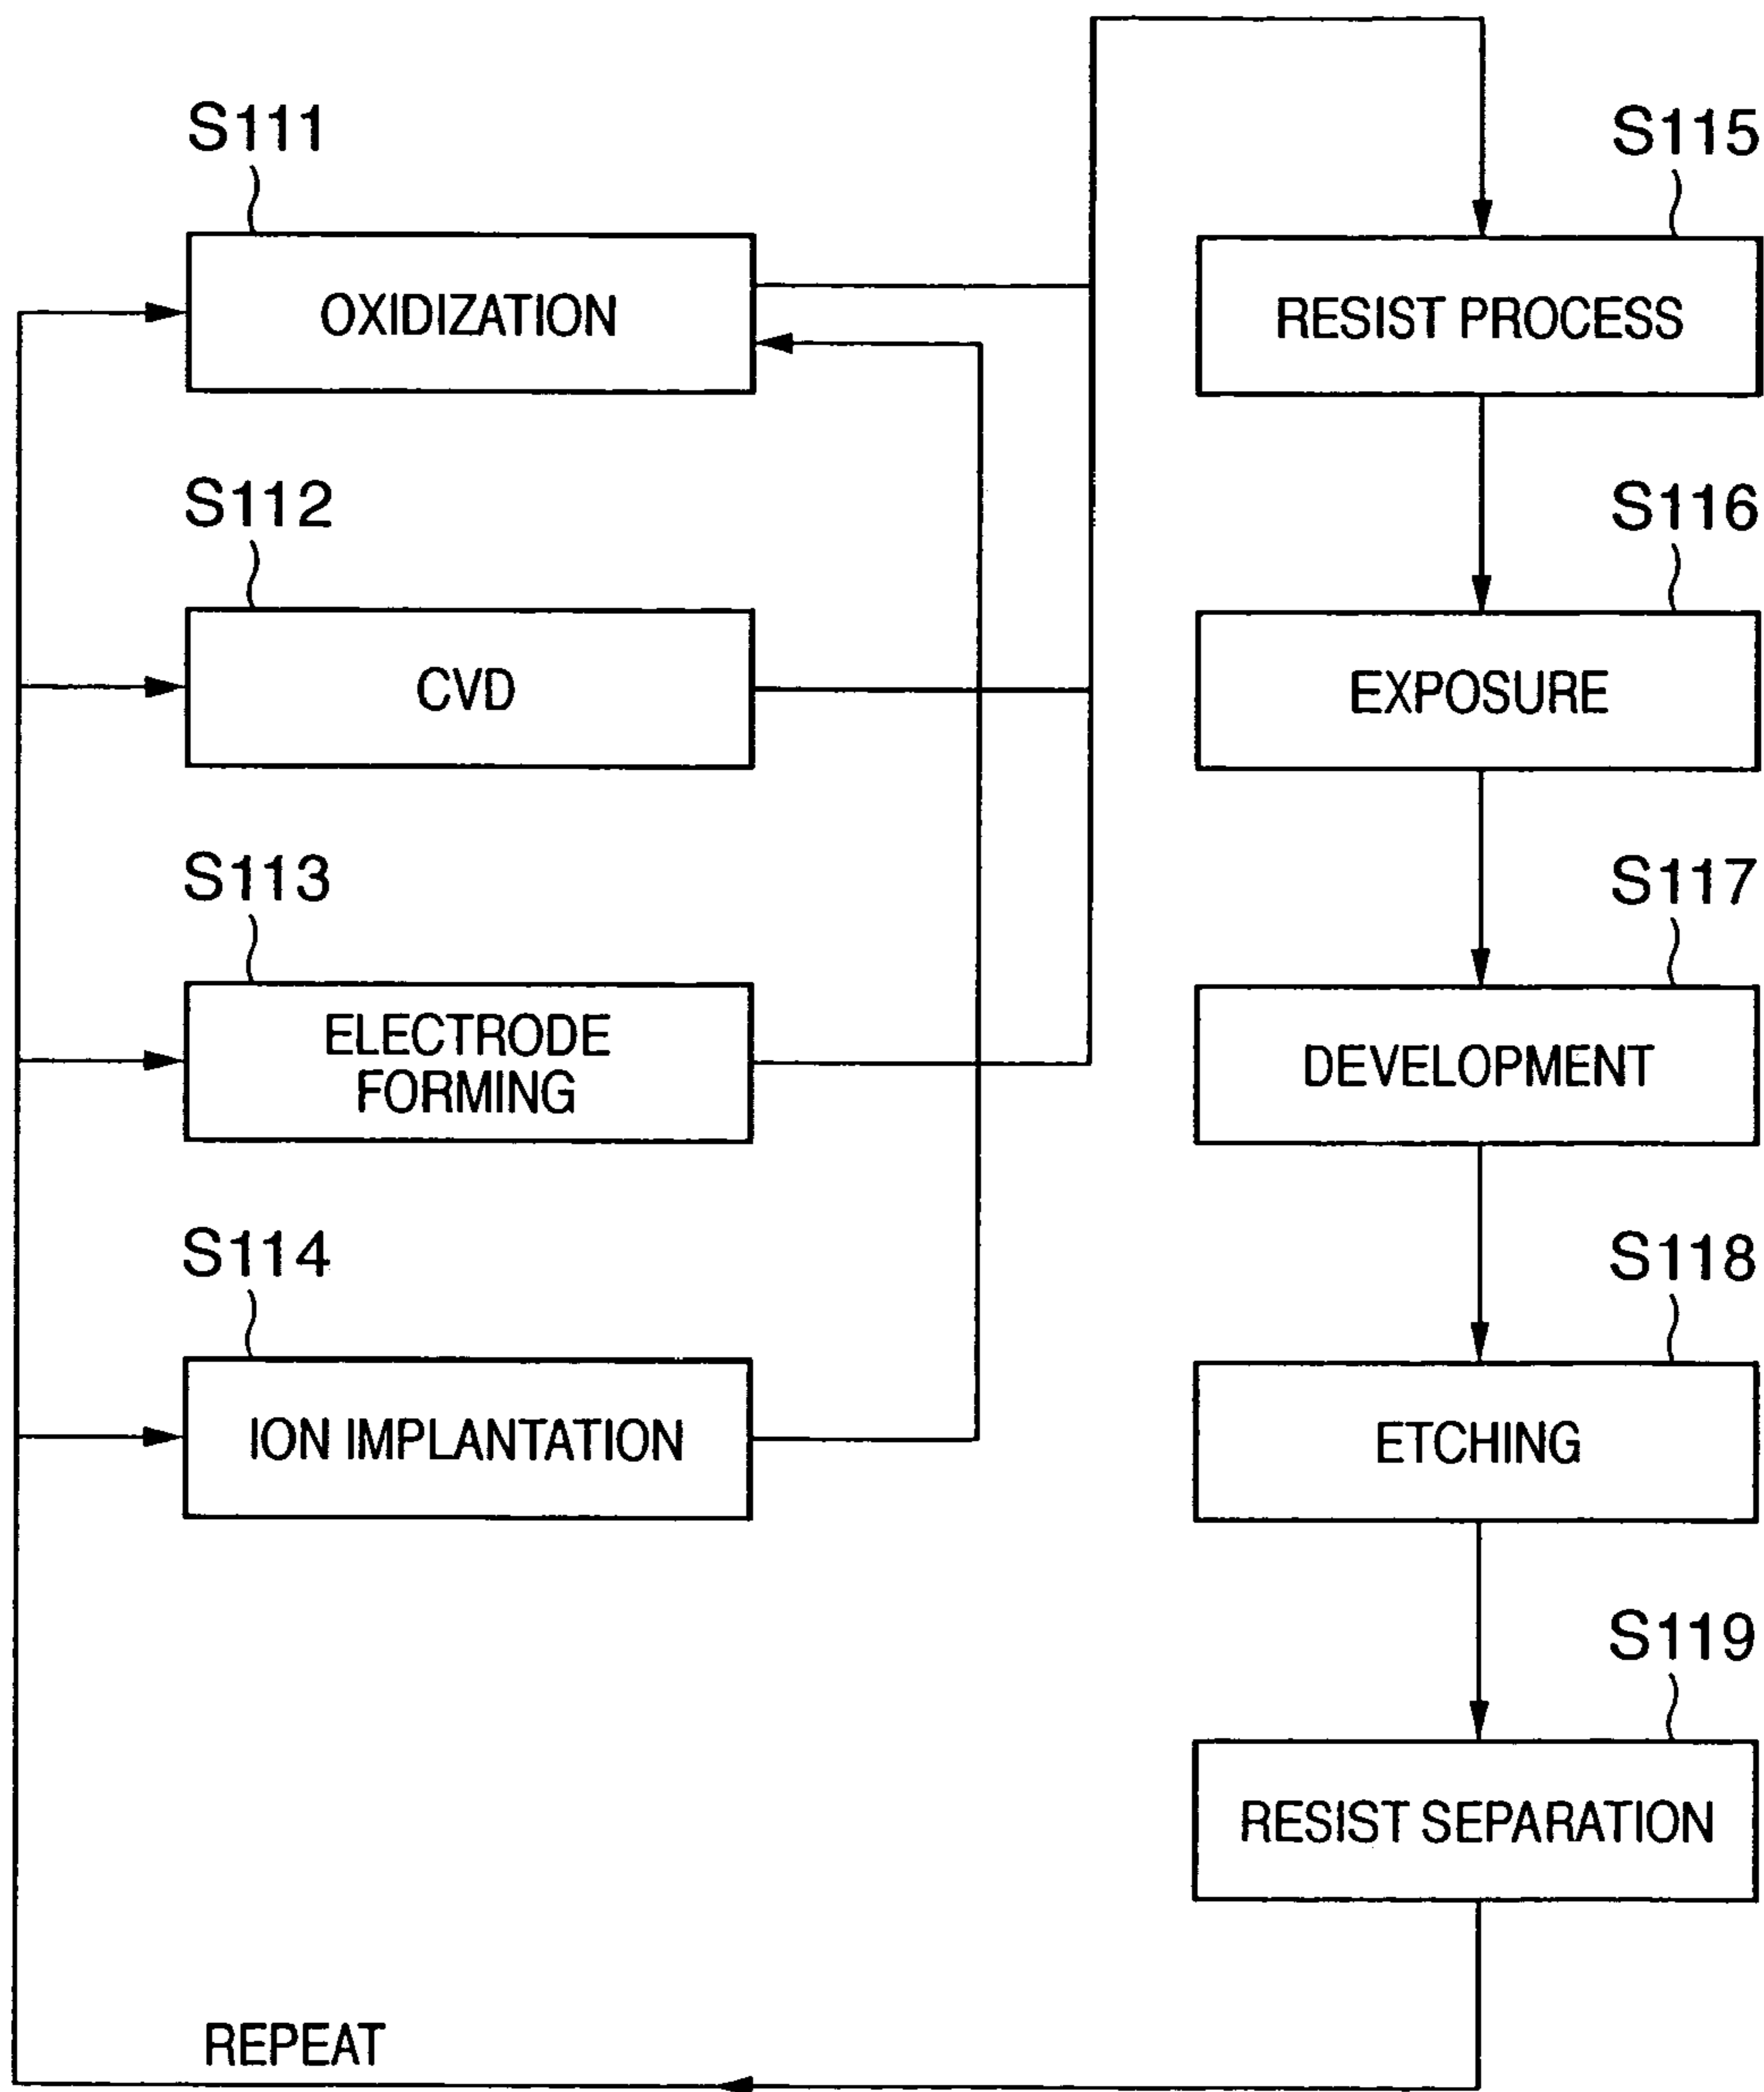 S111
OXIDIZATION
S112
CVD
S113
ELECTRODE
FORMING
S114
ION IMPLANTATION
S115
RESIST PROCESS
S116
EXPOSURE
S117
DEVELOPMENT
S118
ETCHING
S119
RESIST SEPARATION
REPEAT